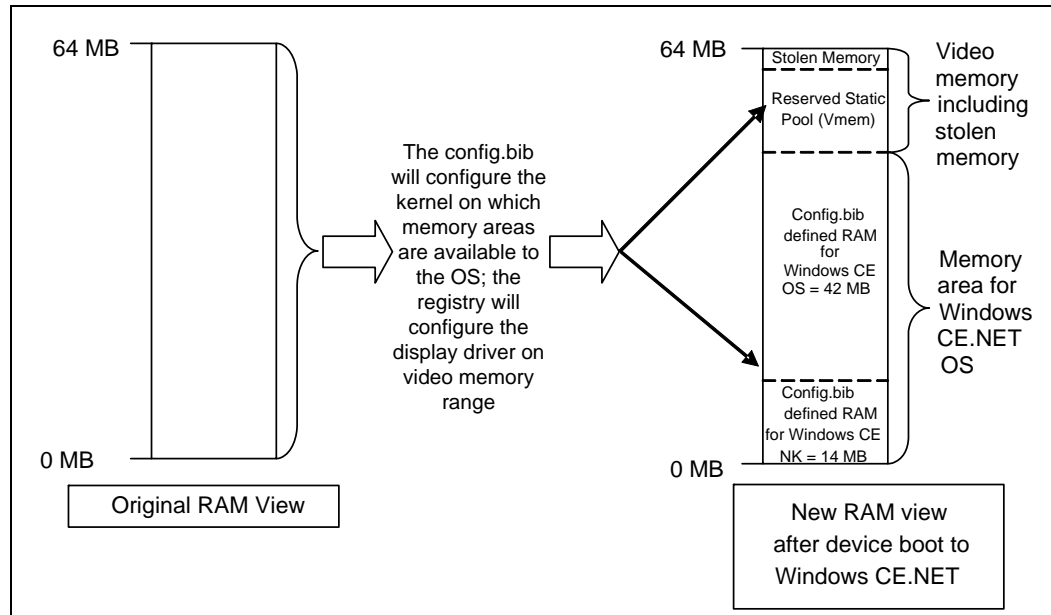 64 MB
0 MB
Original RAM View
The config.bib
will configure the
kernel on which
memory areas
are available to
the OS; the
registry will
configure the
display driver on
video memory
range
64 MB
Stolen Memory
Reserved Static
Pool (Vmem)
Config.bib
defined RAM
for
Windows CE
OS = 42 MB
Config.bib
defined RAM
for Windows CE
NK = 14 MB
0 MB
Video
memory
including
stolen
memory
Memory
area for
Windows
CE.NET
OS
New RAM view
after device boot to
Windows CE.NET